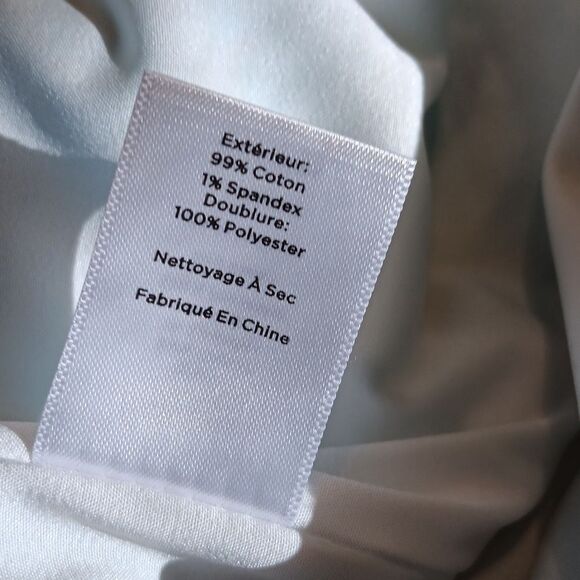 Extérieur:
99% Coton
1% Spandex
Doublure:
100% Polyester
Nettoyage À Sec
Fabriqué En Chine